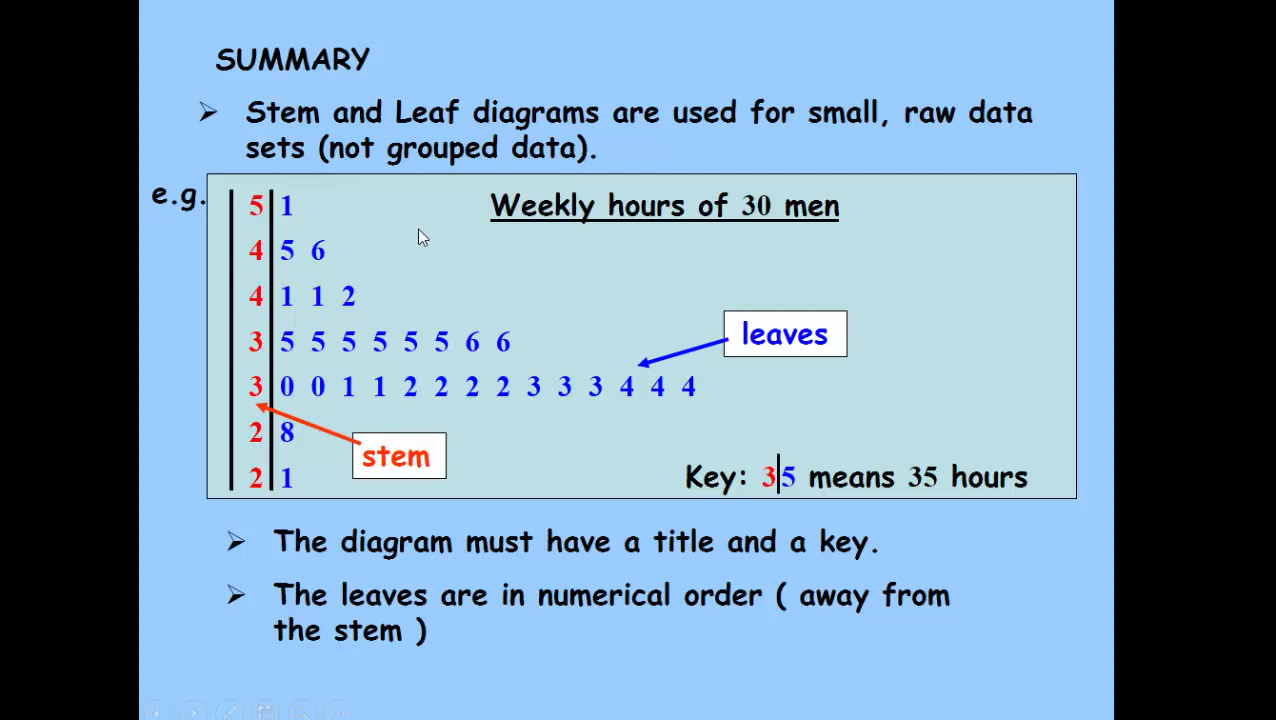 SUMMARY
Stem and Leaf diagrams are used for small, raw data
sets (not grouped data).
e.g.
Weekly hours of 30 men
5 1
4 5 6
4 1 1 2
3 5 5 5 5 5 5 6 6
leaves
3 0 0 1 1 2 2 2 2 3 3 3 4 4 4
2 8
stem
2 1
Key: 3|5 means 35 hours
The diagram must have a title and a key.
The leaves are in numerical order ( away from
the stem )